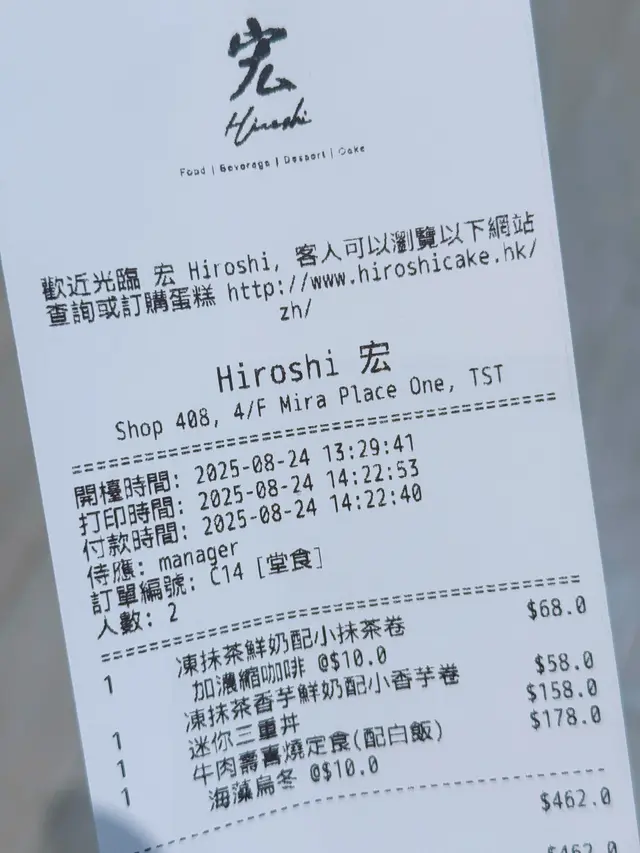 宏
Hiroshi
Food | Beverage | Dessert | Cake
歡近光臨 宏 Hiroshi, 客人可以瀏覽以下網站
查詢或訂購蛋糕 http://www.hiroshicake.hk/
zh/
Hiroshi 宏
Shop 408, 4/F Mira Place One, TST
開檯時間: 2025-08-24 13:29:41
打印時間: 2025-08-24 14:22:53
付款時間: 2025-08-24 14:22:40
侍應: manager
訂單編號: C14 [堂食]
人數: 2
1 凍抹茶鮮奶配小抹茶卷 $68.0
加濃縮咖啡 @$10.0
1 凍抹茶香芋鮮奶配小香芋卷 $58.0
1 迷你三重丼 $158.0
1 牛肉壽喜燒定食(配白飯) $178.0
海藻烏冬 @$10.0
$462.0
$462.0